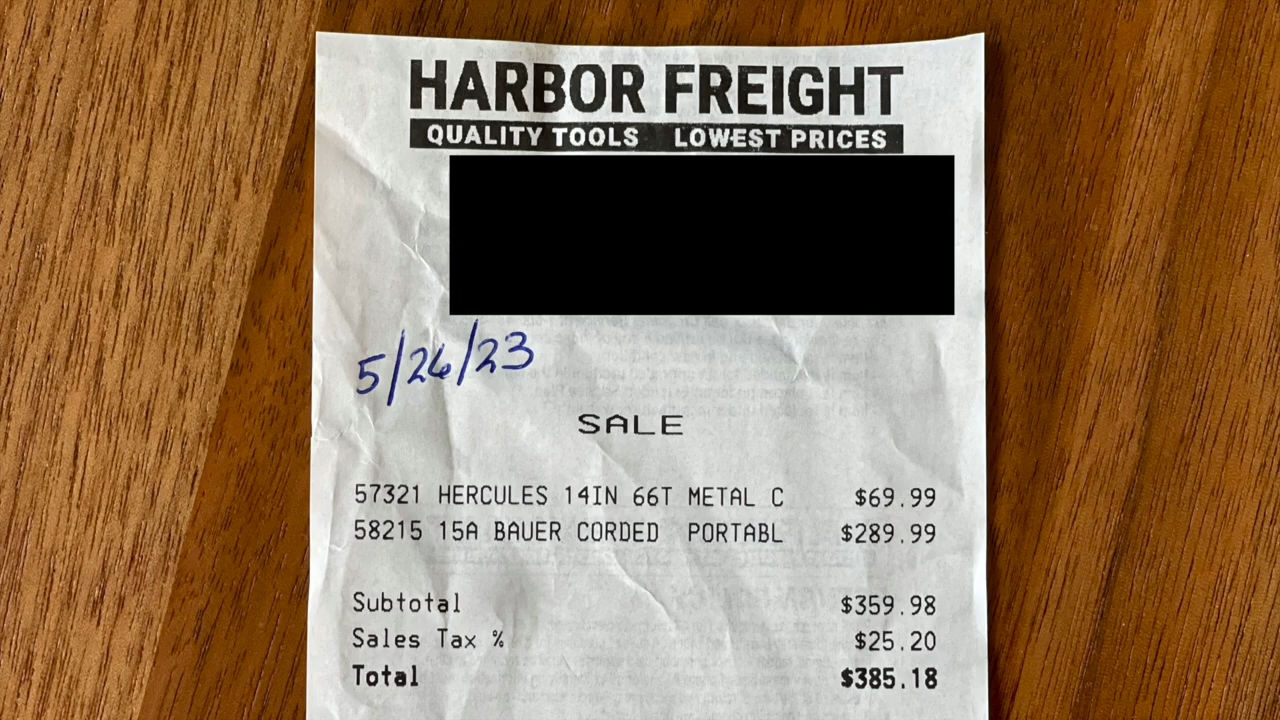 HARBOR FREIGHT
QUALITY TOOLS LOWEST PRICES
5/26/23
SALE
57321 HERCULES 14IN 66T METAL C $69.99
58215 15A BAUER CORDED PORTABL $289.99
Subtotal $359.98
Sales Tax % $25.20
Total $385.18